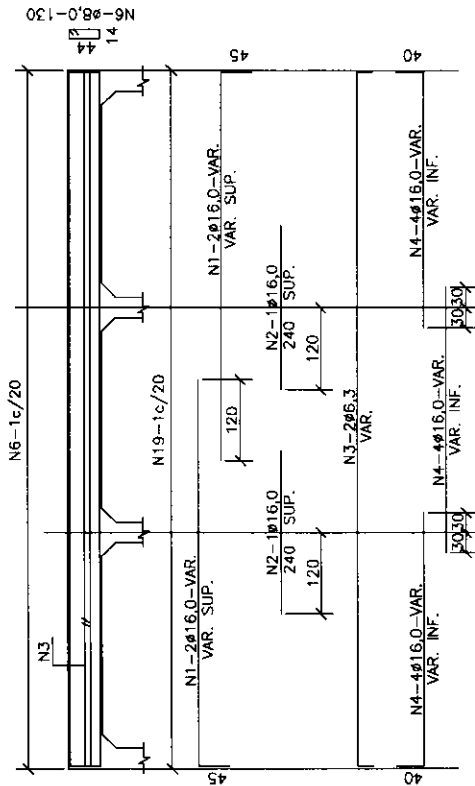 N6-1c/20
N3
N6-ø8,0-130
44
14
N19-1c/20
45
N1-2ø16,0-VAR.
VAR. SUP.
120
N1-2ø16,0-VAR.
VAR. SUP.
45
N2-1ø16,0
SUP.
240
120
N2-1ø16,0
SUP.
240
120
N3-2ø6,3
VAR.
40
N4-4ø16,0-VAR.
VAR. INF.
30
30
N4-4ø16,0-VAR.
VAR. INF.
30
30
N4-4ø16,0-VAR.
VAR. INF.
40